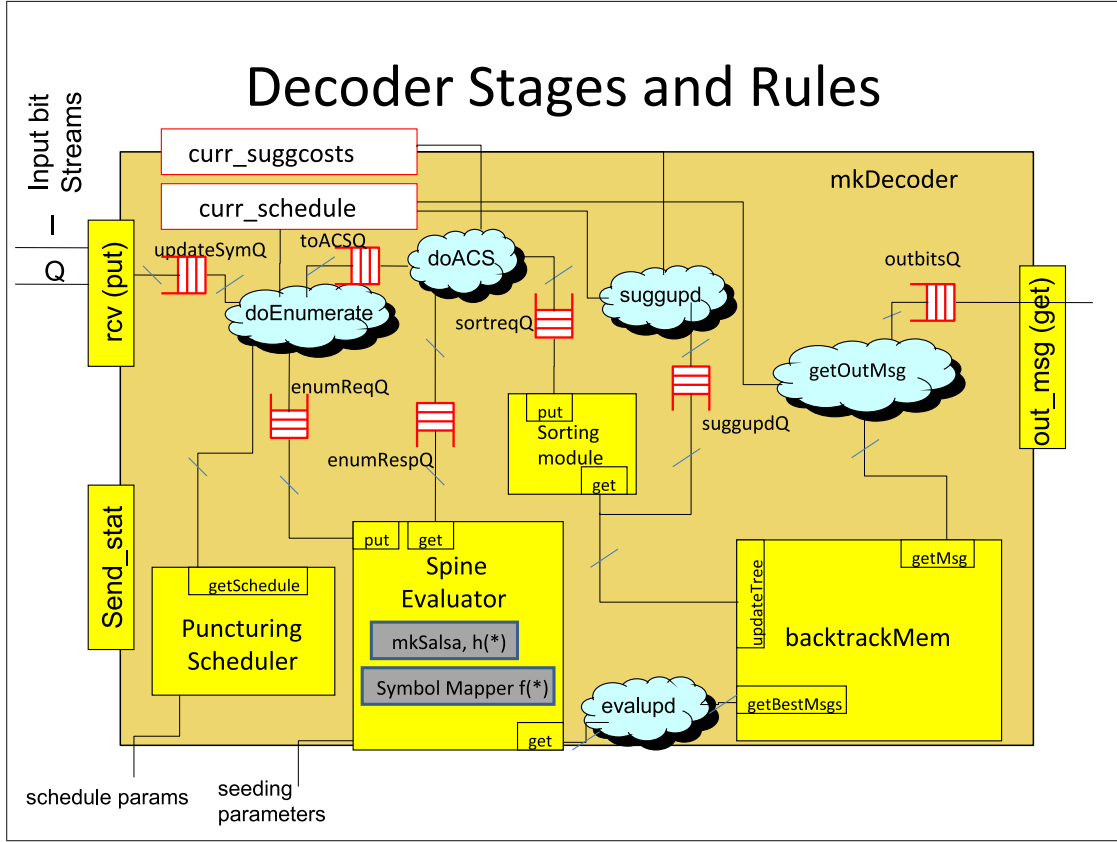 Decoder Stages and Rules
Input bit
Streams
I
Q
curr_suggcosts
curr_schedule
mkDecoder
rcv (put)
updateSymQ
toACSQ
doACS
doEnumerate
suggupd
outbitsQ
out_msg (get)
sortreqQ
getOutMsg
enumReqQ
enumRespQ
put
Sorting
module
get
suggupdQ
Send_stat
getSchedule
Puncturing
Scheduler
put
get
Spine
Evaluator
mkSalsa, h(*)
Symbol Mapper f(*)
get
evalupd
getMsg
updateTree
backtrackMem
getBestMsgs
schedule params
seeding
parameters